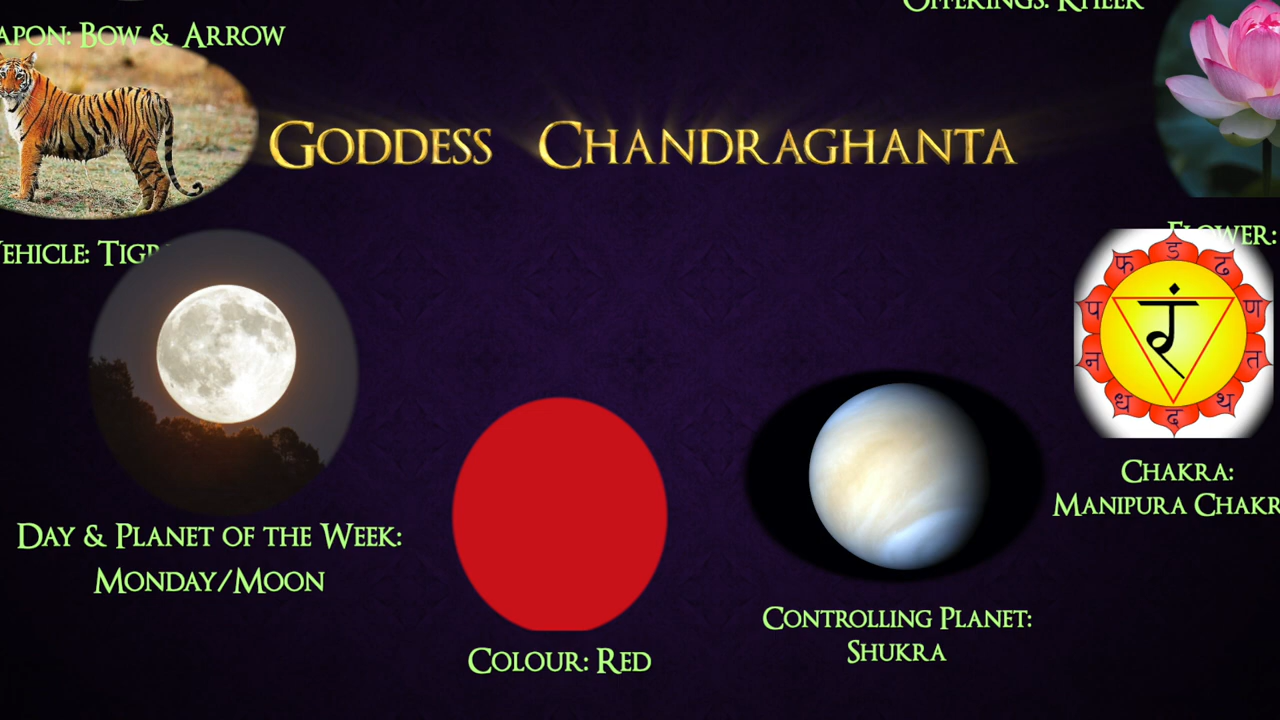 Offerings: Kheer
apon: Bow & Arrow
Goddess Chandraghanta
ehicle: Tigr
Flower:
फ ड ढ
प ण
रं
न त
ध द थ
Chakra:
Manipura Chakr
Day & Planet of the Week:
Monday/Moon
Controlling Planet:
Shukra
Colour: Red